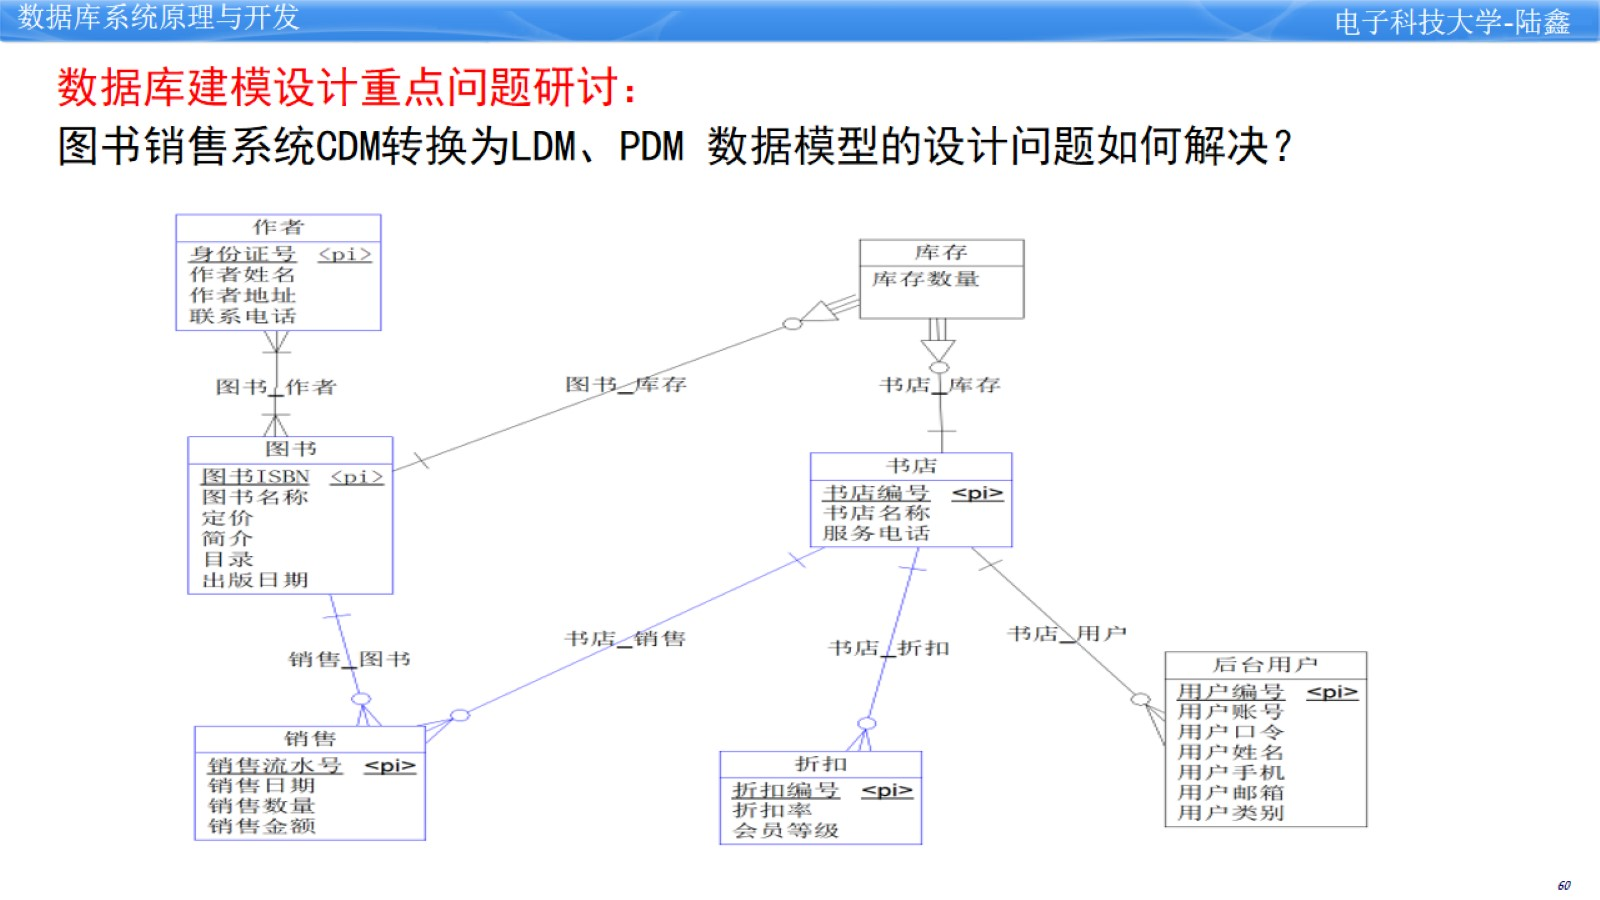 数据库系统原理与开发
电子科技大学-陆鑫
数据库建模设计重点问题研讨：
图书销售系统CDM转换为LDM、PDM 数据模型的设计问题如何解决？
作者
身份证号 <pi>
作者姓名
作者地址
联系电话
库存
库存数量
图书_作者
图书_库存
书店_库存
图书
图书ISBN <pi>
图书名称
定价
简介
目录
出版日期
书店
书店编号 <pi>
书店名称
服务电话
销售_图书
书店_销售
书店_折扣
书店_用户
销售
销售流水号 <pi>
销售日期
销售数量
销售金额
折扣
折扣编号 <pi>
折扣率
会员等级
后台用户
用户编号 <pi>
用户账号
用户口令
用户姓名
用户手机
用户邮箱
用户类别
60